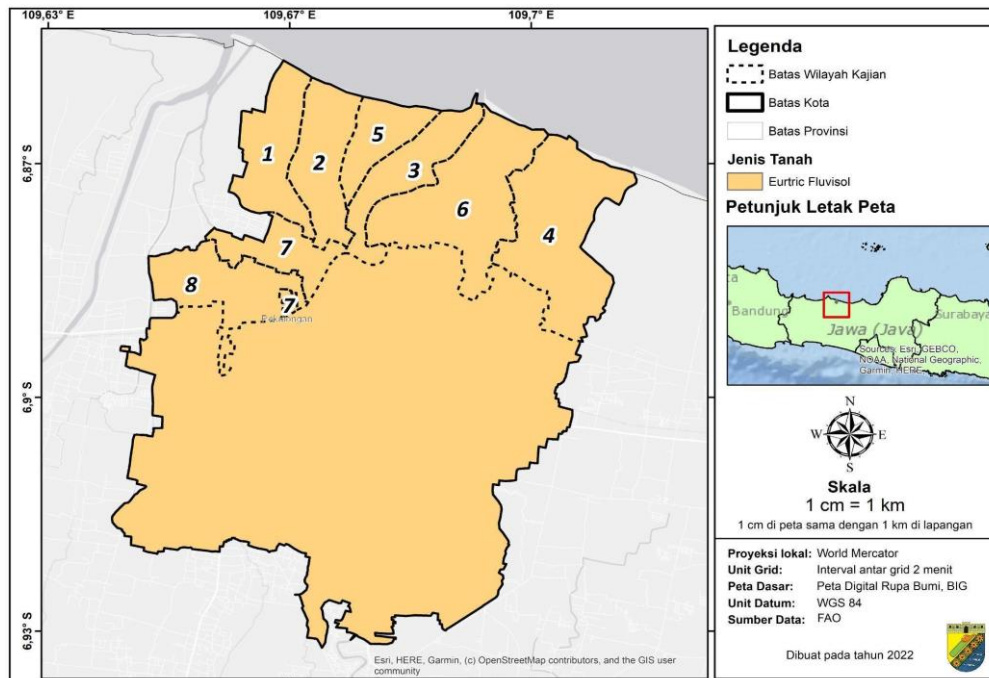 109,63° E
109,67° E
109,7° E
6,87° S
6,9° S
6,93° S
1
2
5
3
6
4
7
8
7
Pekalongan
Esri, HERE, Garmin, (c) OpenStreetMap contributors, and the GIS user
community
Legenda
Batas Wilayah Kajian
Batas Kota
Batas Provinsi
Jenis Tanah
Eurtric Fluvisol
Petunjuk Letak Peta
Bandung
Jawa (Java)
Surabaya
Sources: Esri, GEBCO,
NOAA, National Geographic,
Garmin, HERE
N
W
E
S
Skala
1 cm = 1 km
1 cm di peta sama dengan 1 km di lapangan
Proyeksi lokal: World Mercator
Unit Grid: Interval antar grid 2 menit
Peta Dasar: Peta Digital Rupa Bumi, BIG
Unit Datum: WGS 84
Sumber Data: FAO
Dibuat pada tahun 2022